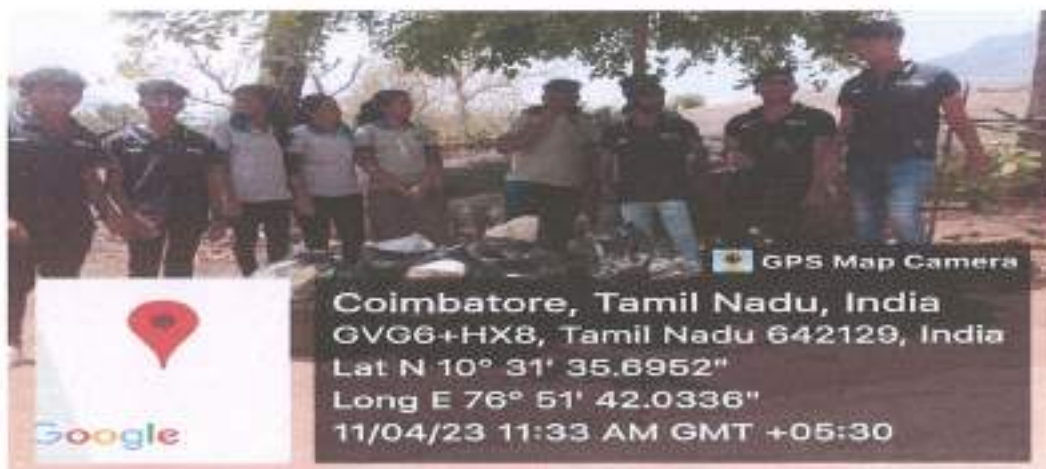 GPS Map Camera
Coimbatore, Tamil Nadu, India
GVG6+HX8, Tamil Nadu 642129, India
Lat N 10° 31' 35.6952"
Long E 76° 51' 42.0336"
11/04/23 11:33 AM GMT +05:30
Google